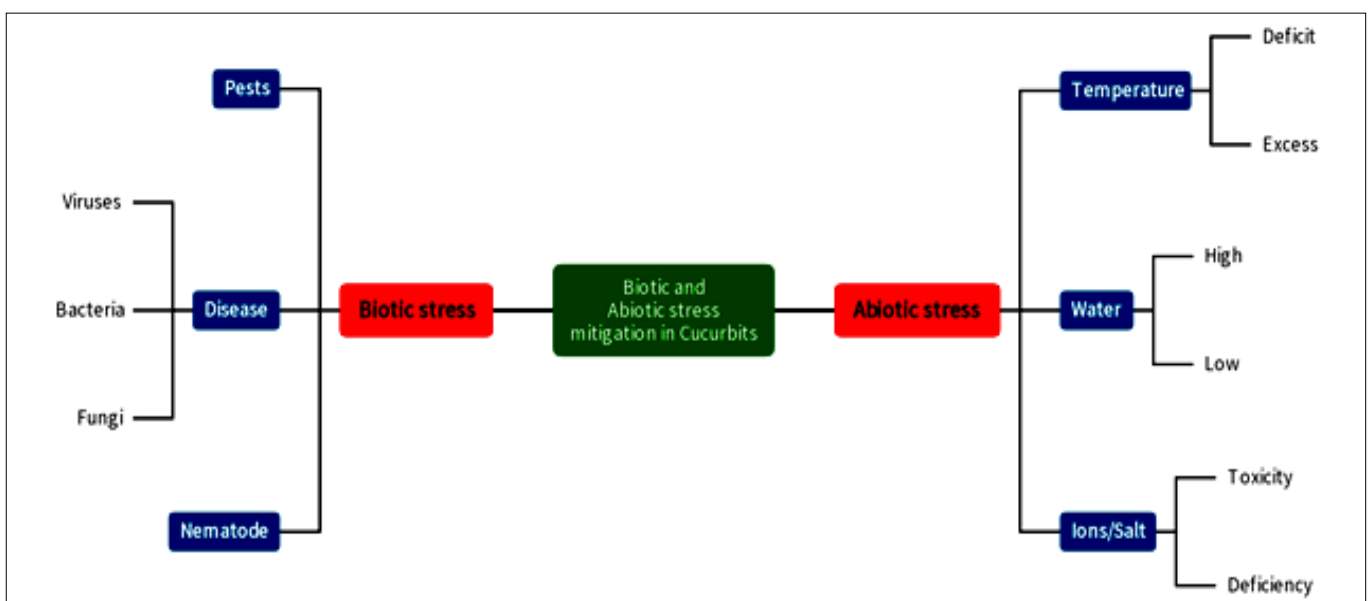 Pests
Viruses
Bacteria
Fungi
Disease
Nematode
Biotic stress
Biotic and
Abiotic stress
mitigation in Cucurbits
Abiotic stress
Temperature
Deficit
Excess
Water
High
Low
Ions/Salt
Toxicity
Deficiency